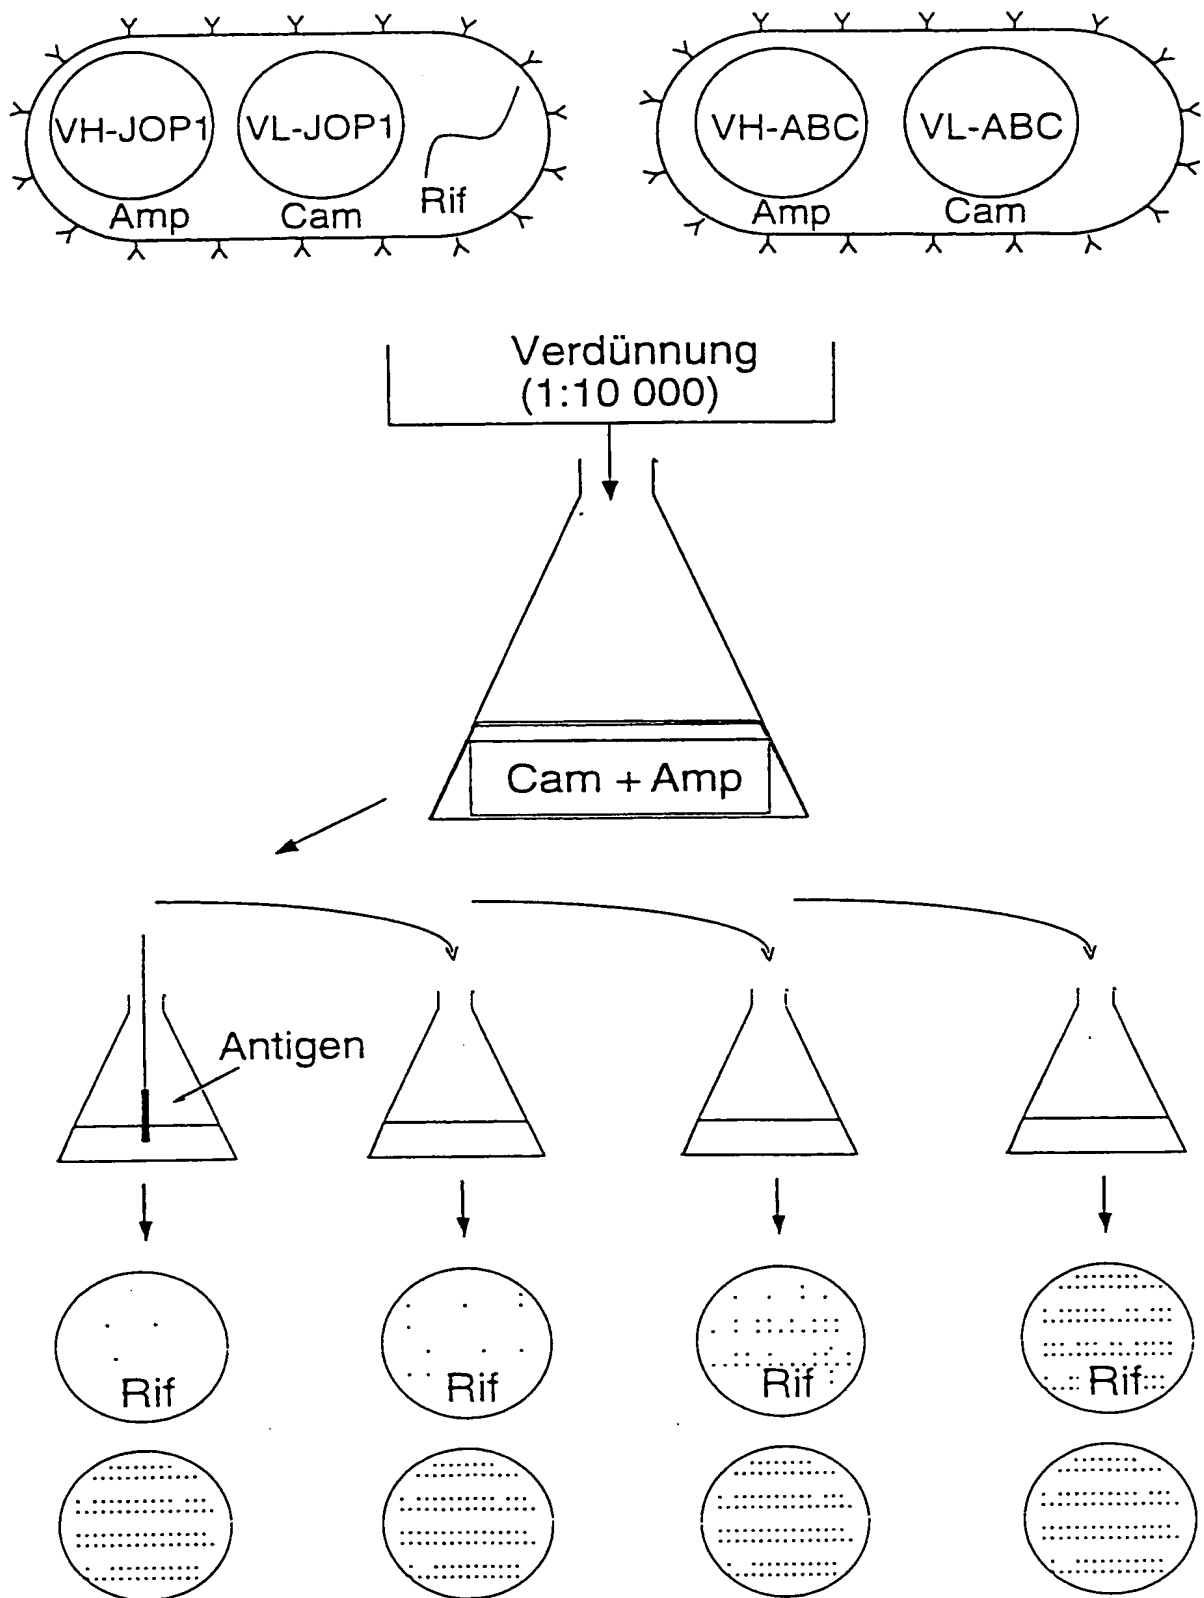 VH-JOP1 VL-JOP1
Amp Cam Rif
VH-ABC VL-ABC
Amp Cam
Verdünnung
(1:10 000)
Cam + Amp
Antigen
Rif Rif Rif Rif